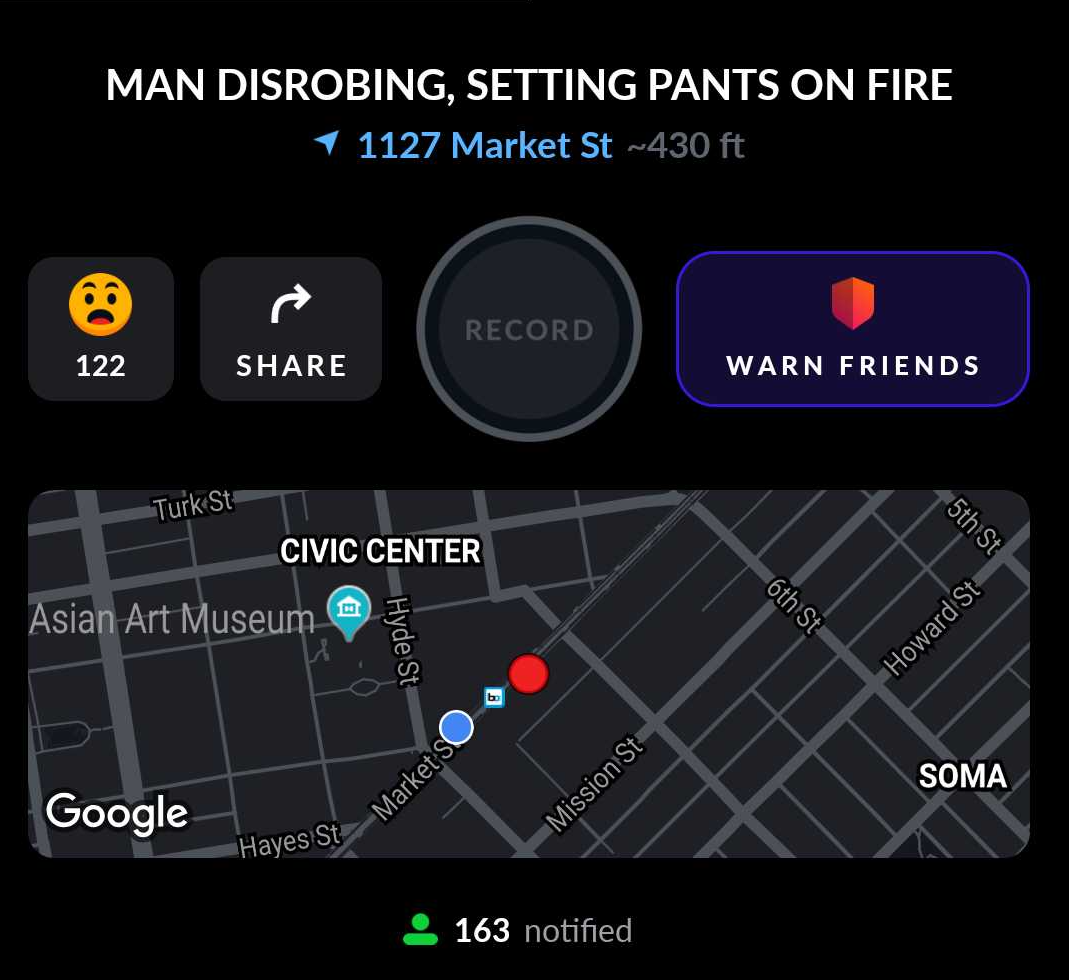 MAN DISROBING, SETTING PANTS ON FIRE
1127 Market St ~430 ft
122
SHARE
RECORD
WARN FRIENDS
Turk St
5th St
CIVIC CENTER
Asian Art Museum
Hyde St
6th St
Howard St
Market St
Mission St
SOMA
Google
Hayes St
163 notified